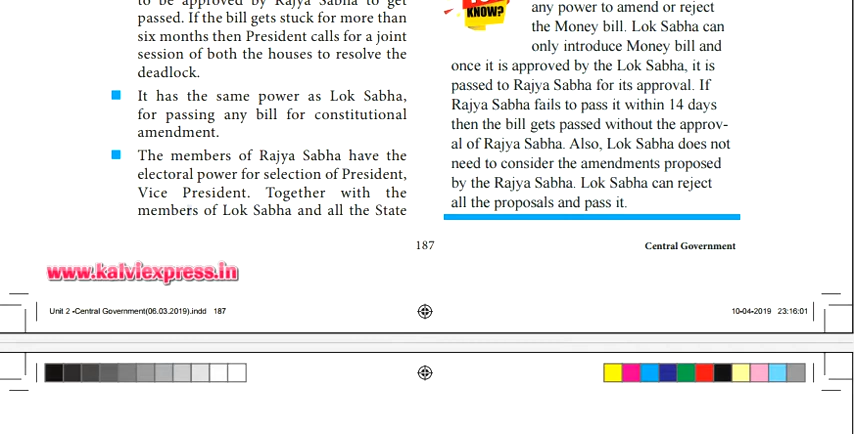 to be approved by Rajya Sabha to get
passed. If the bill gets stuck for more than
six months then President calls for a joint
session of both the houses to resolve the
deadlock.
It has the same power as Lok Sabha,
for passing any bill for constitutional
amendment.
The members of Rajya Sabha have the
electoral power for selection of President,
Vice President. Together with the
members of Lok Sabha and all the State
KNOW?
any power to amend or reject
the Money bill. Lok Sabha can
only introduce Money bill and
once it is approved by the Lok Sabha, it is
passed to Rajya Sabha for its approval. If
Rajya Sabha fails to pass it within 14 days
then the bill gets passed without the approv-
al of Rajya Sabha. Also, Lok Sabha does not
need to consider the amendments proposed
by the Rajya Sabha. Lok Sabha can reject
all the proposals and pass it.
187
Central Government
www.kalviexpress.in
Unit 2 -Central Government(06.03.2019).indd 187
10-04-2019 23:16:01